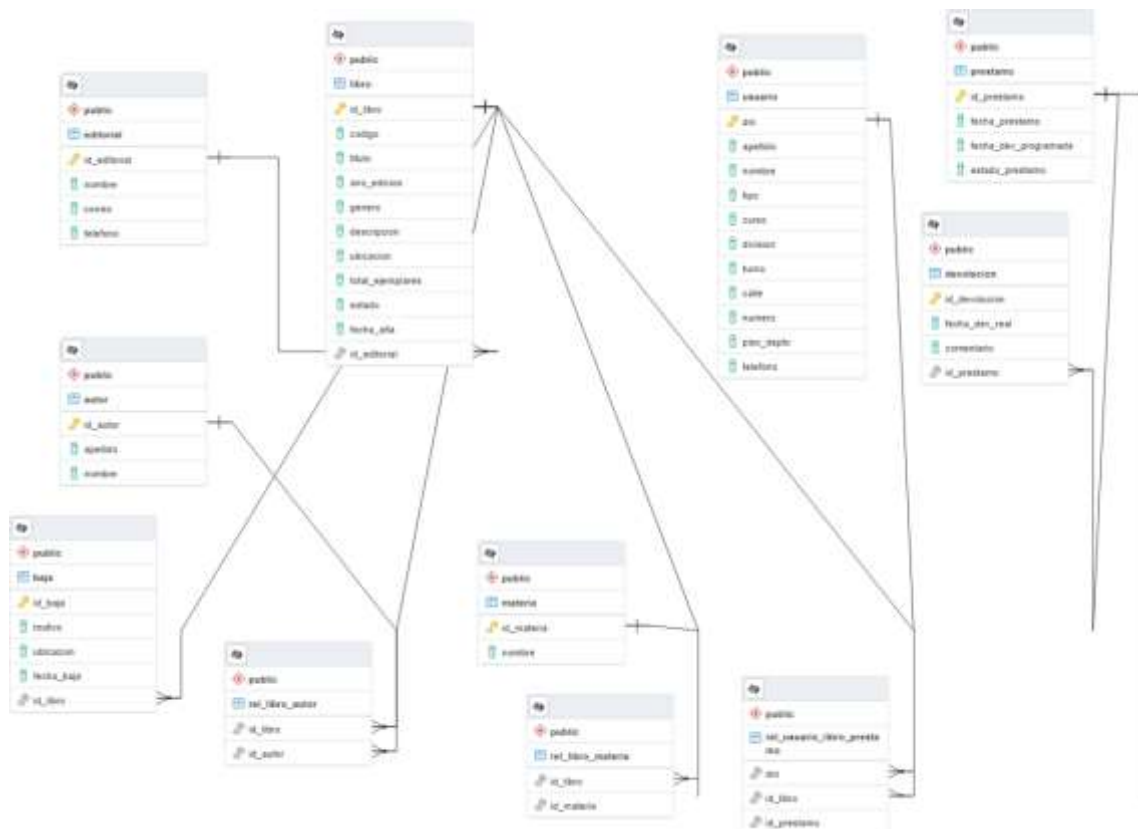 public
editorial
id_editorial
nombre
correo
telefono
public
autor
id_autor
apellido
nombre
public
baja
id_baja
motivo
ubicacion
fecha_baja
id_libro
public
rel_libro_autor
id_libro
id_autor
public
libro
id_libro
codigo
titulo
genero
descripcion
ubicacion
total_ejemplares
estado
fecha_alta
id_editorial
public
materia
id_materia
nombre
public
rel_libro_materia
id_libro
id_materia
public
usuario
apellido
nombre
tipo
curso
division
turno
calle
numero
piso_depto
telefono
public
rel_usuario_libro_presta
mo
id_libro
id_prestamo
public
prestamo
id_prestamo
fecha_prestamo
fecha_dev_programada
estado_prestamo
public
devolucion
id_devolucion
fecha_dev_real
comentario
id_prestamo